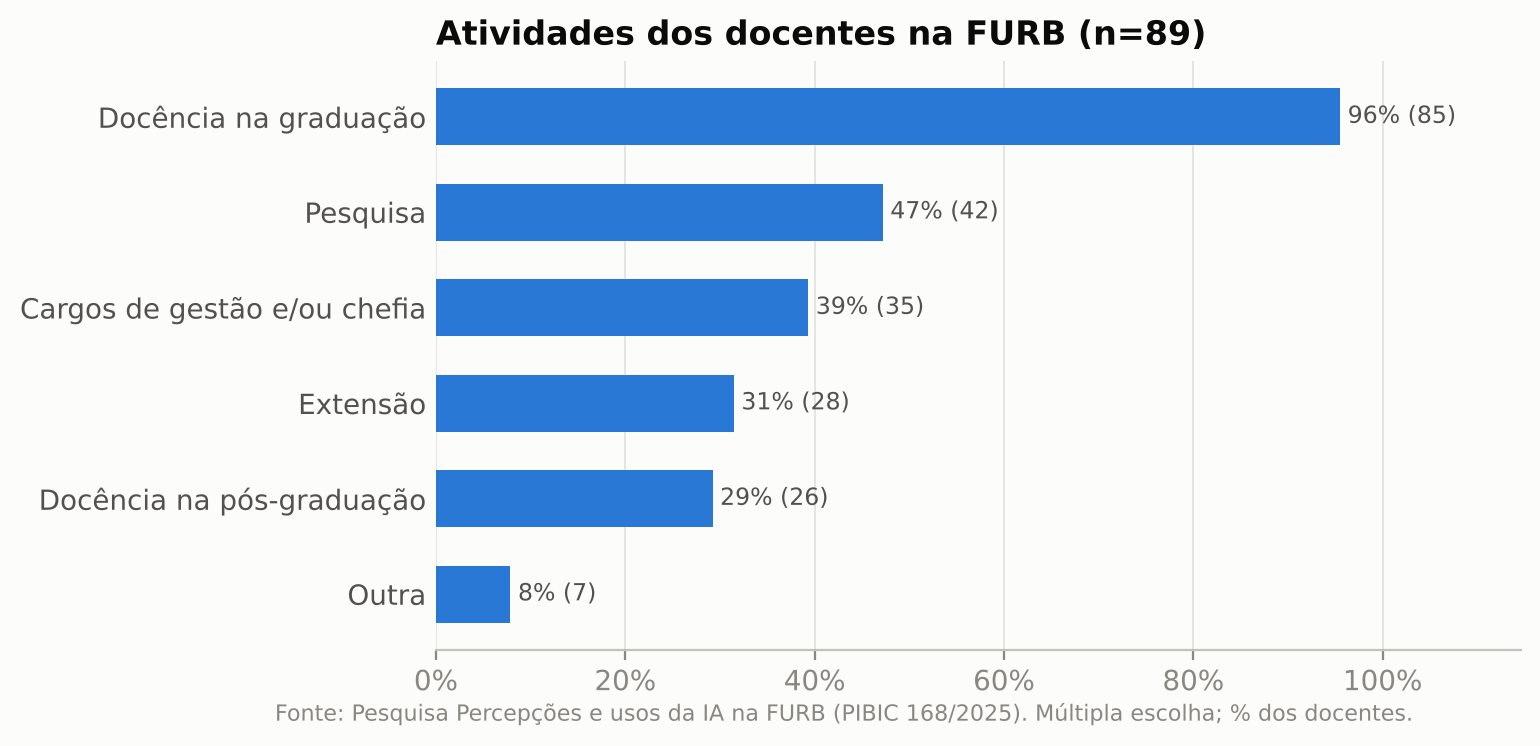 Atividades dos docentes na FURB (n=89)
Docência na graduação 96% (85)
Pesquisa 47% (42)
Cargos de gestão e/ou chefia 39% (35)
Extensão 31% (28)
Docência na pós-graduação 29% (26)
Outra 8% (7)
0% 20% 40% 60% 80% 100%
Fonte: Pesquisa Percepções e usos da IA na FURB (PIBIC 168/2025). Múltipla escolha; % dos docentes.